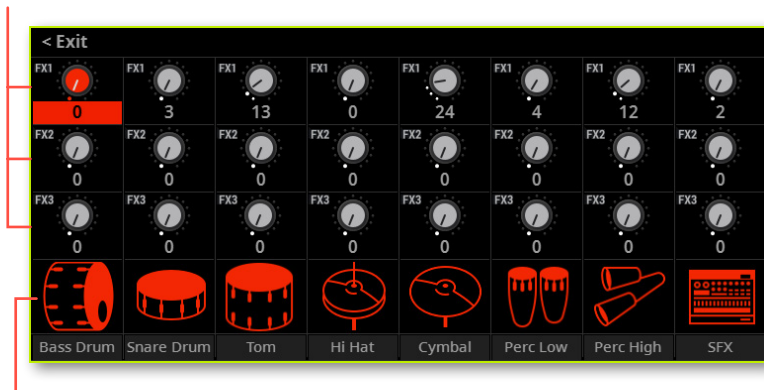 < Exit
FX1 FX1 FX1 FX1 FX1 FX1 FX1 FX1
0 3 13 0 24 4 12 2
FX2 FX2 FX2 FX2 FX2 FX2 FX2 FX2
0 0 0 0 0 0 0 0
FX3 FX3 FX3 FX3 FX3 FX3 FX3 FX3
0 0 0 0 0 0 0 0
Bass Drum Snare Drum Tom Hi Hat Cymbal Perc Low Perc High SFX